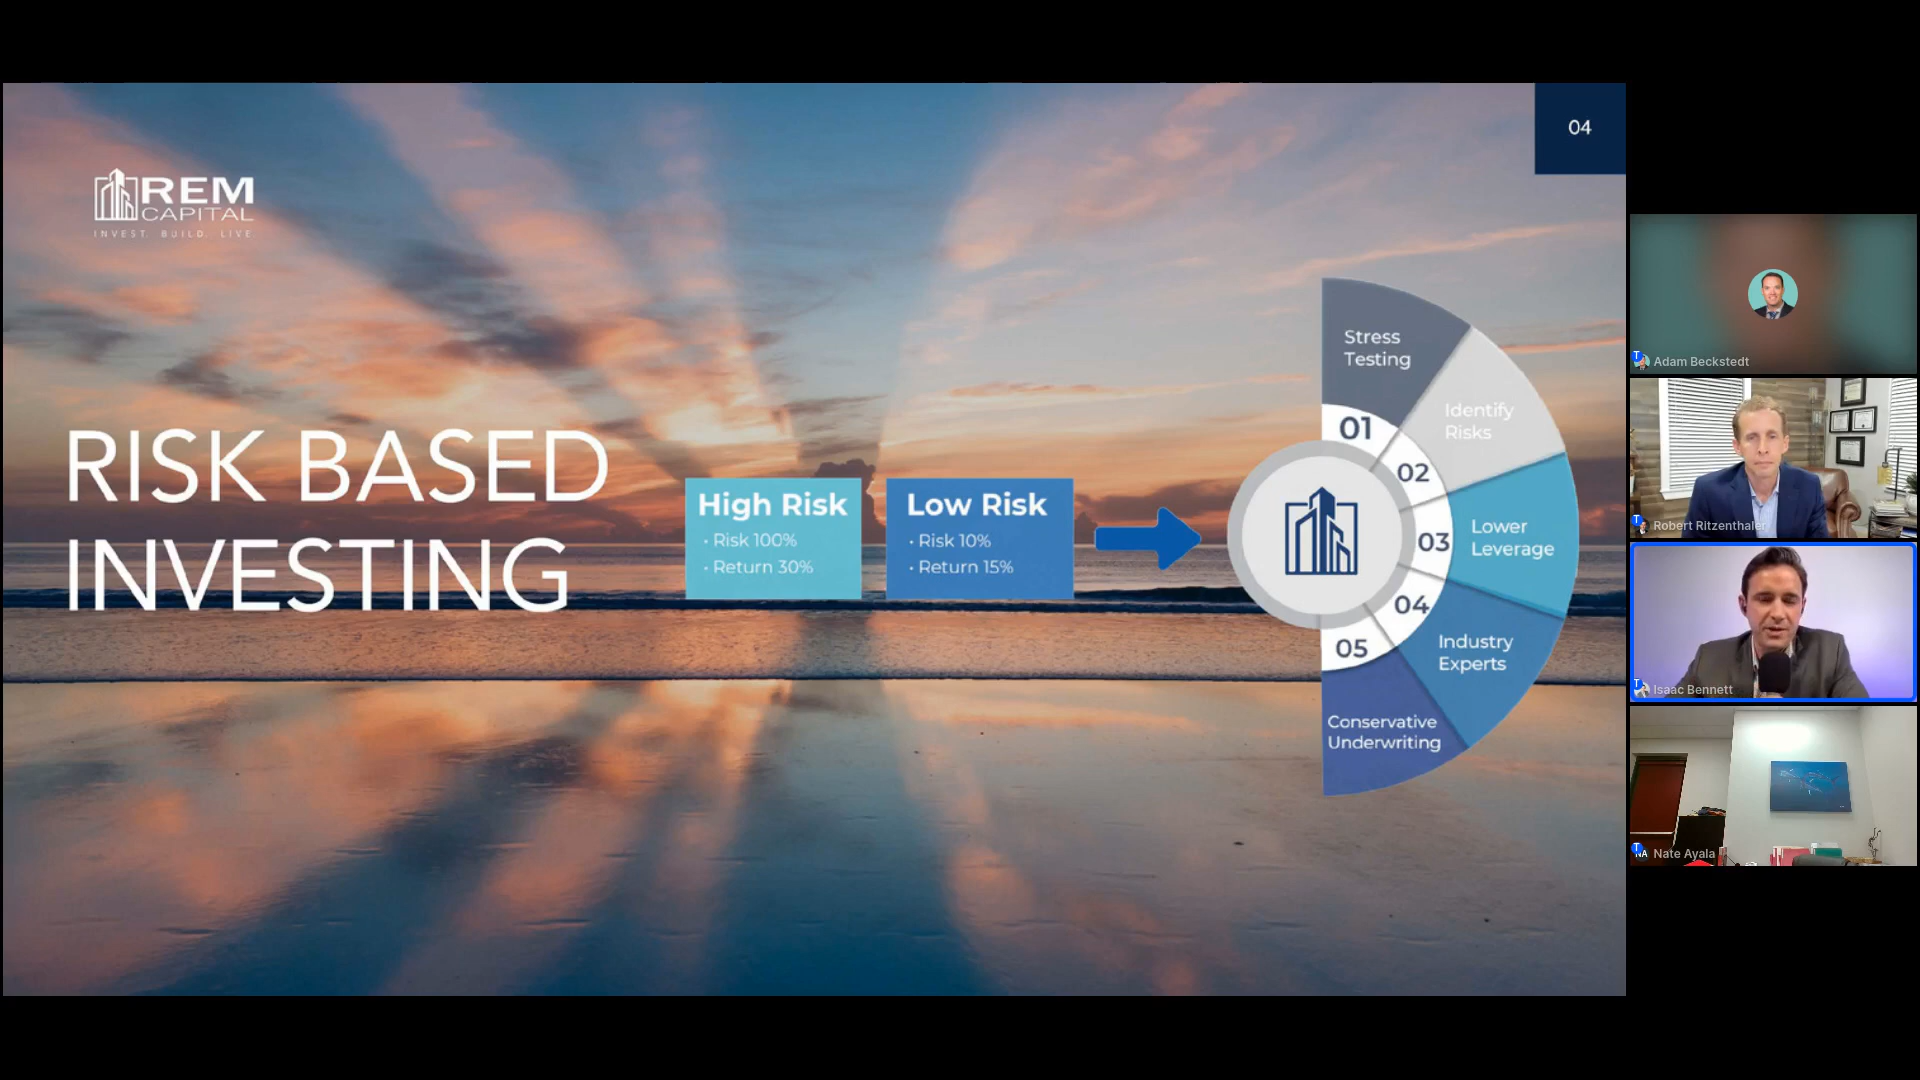 04
REM
CAPITAL
INVEST. BUILD. LIVE.
RISK BASED
INVESTING
High Risk
• Risk 100%
• Return 30%
Low Risk
• Risk 10%
• Return 15%
Stress
Testing
01
Identify
Risks
02
Lower
Leverage
03
Industry
Experts
04
Conservative
Underwriting
05
Adam Beckstedt
Robert Ritzenthaler
Isaac Bennett
NA Nate Ayala